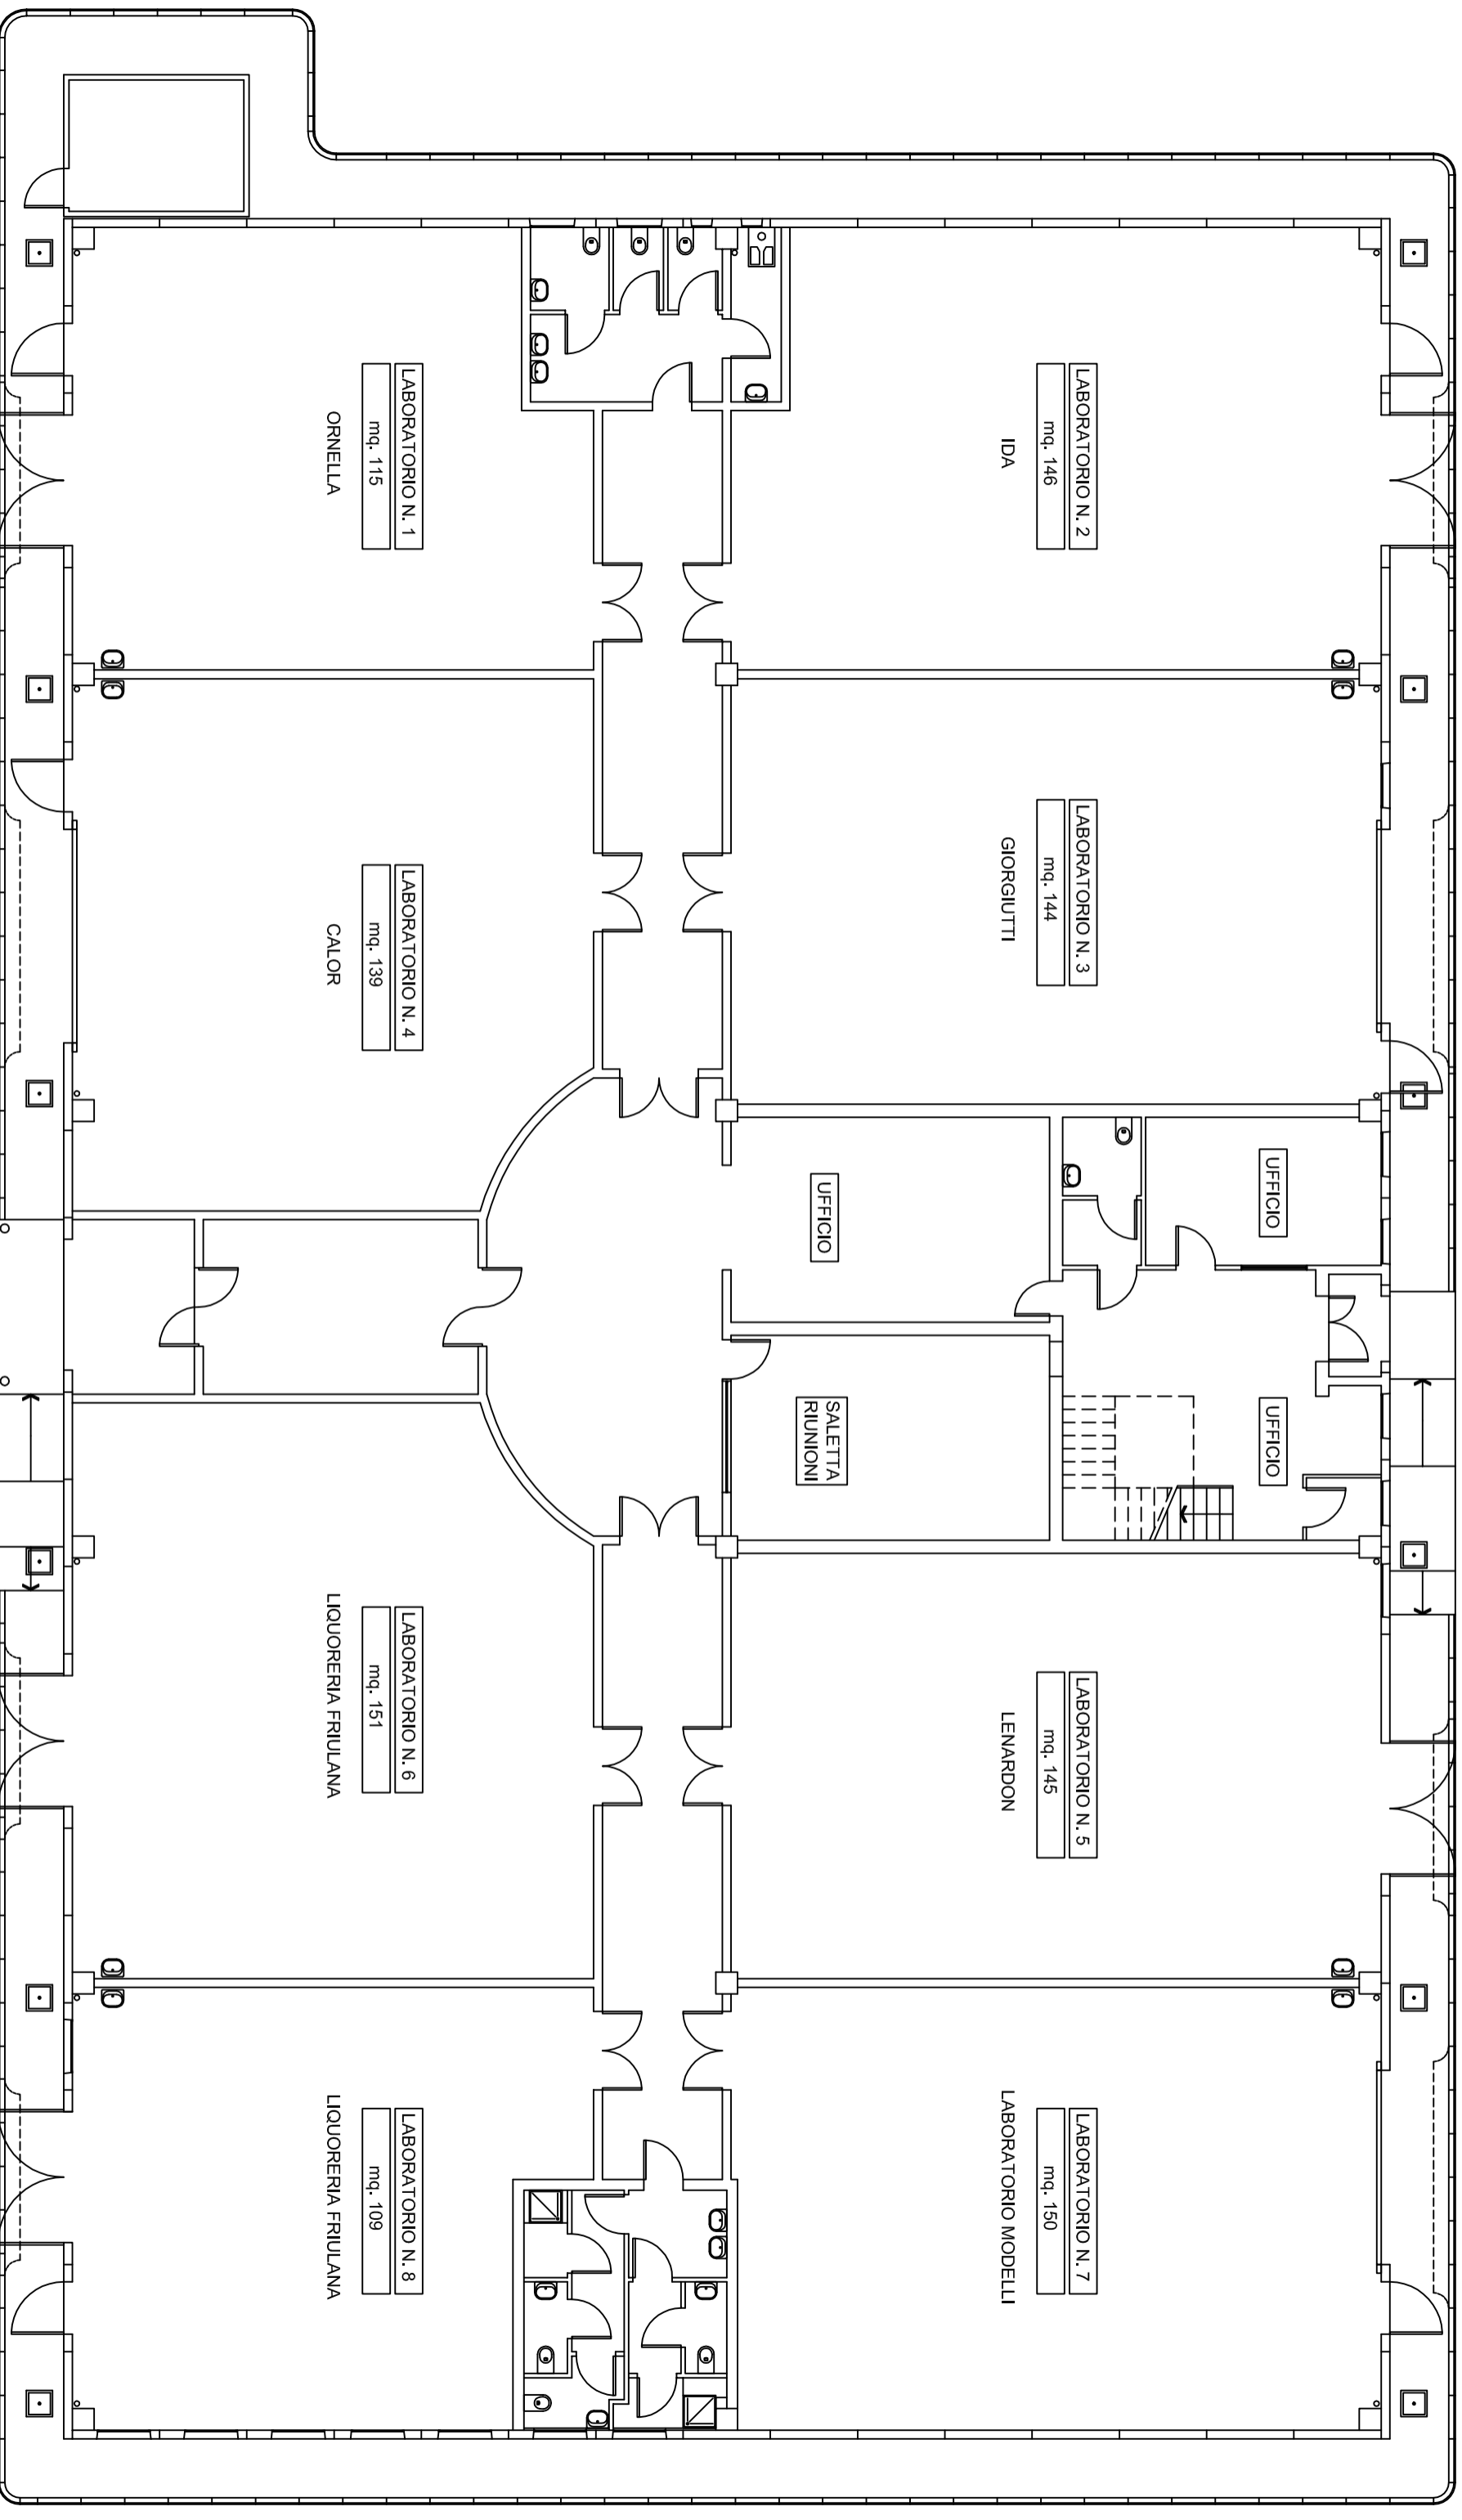 LABORATORIO N. 2
mq. 146
IDA
LABORATORIO N. 3
mq. 144
GIORGIUTTI
UFFICIO
UFFICIO
UFFICIO
SALETTA
RIUNIONI
LABORATORIO N. 5
mq. 145
LENARDON
LABORATORIO N. 7
mq. 150
LABORATORIO MODELLI
LABORATORIO N. 1
mq. 115
ORNELLA
LABORATORIO N. 4
mq. 139
CALOR
LABORATORIO N. 6
mq. 151
LIQUORERIA FRIULANA
LABORATORIO N. 8
mq. 109
LIQUORERIA FRIULANA